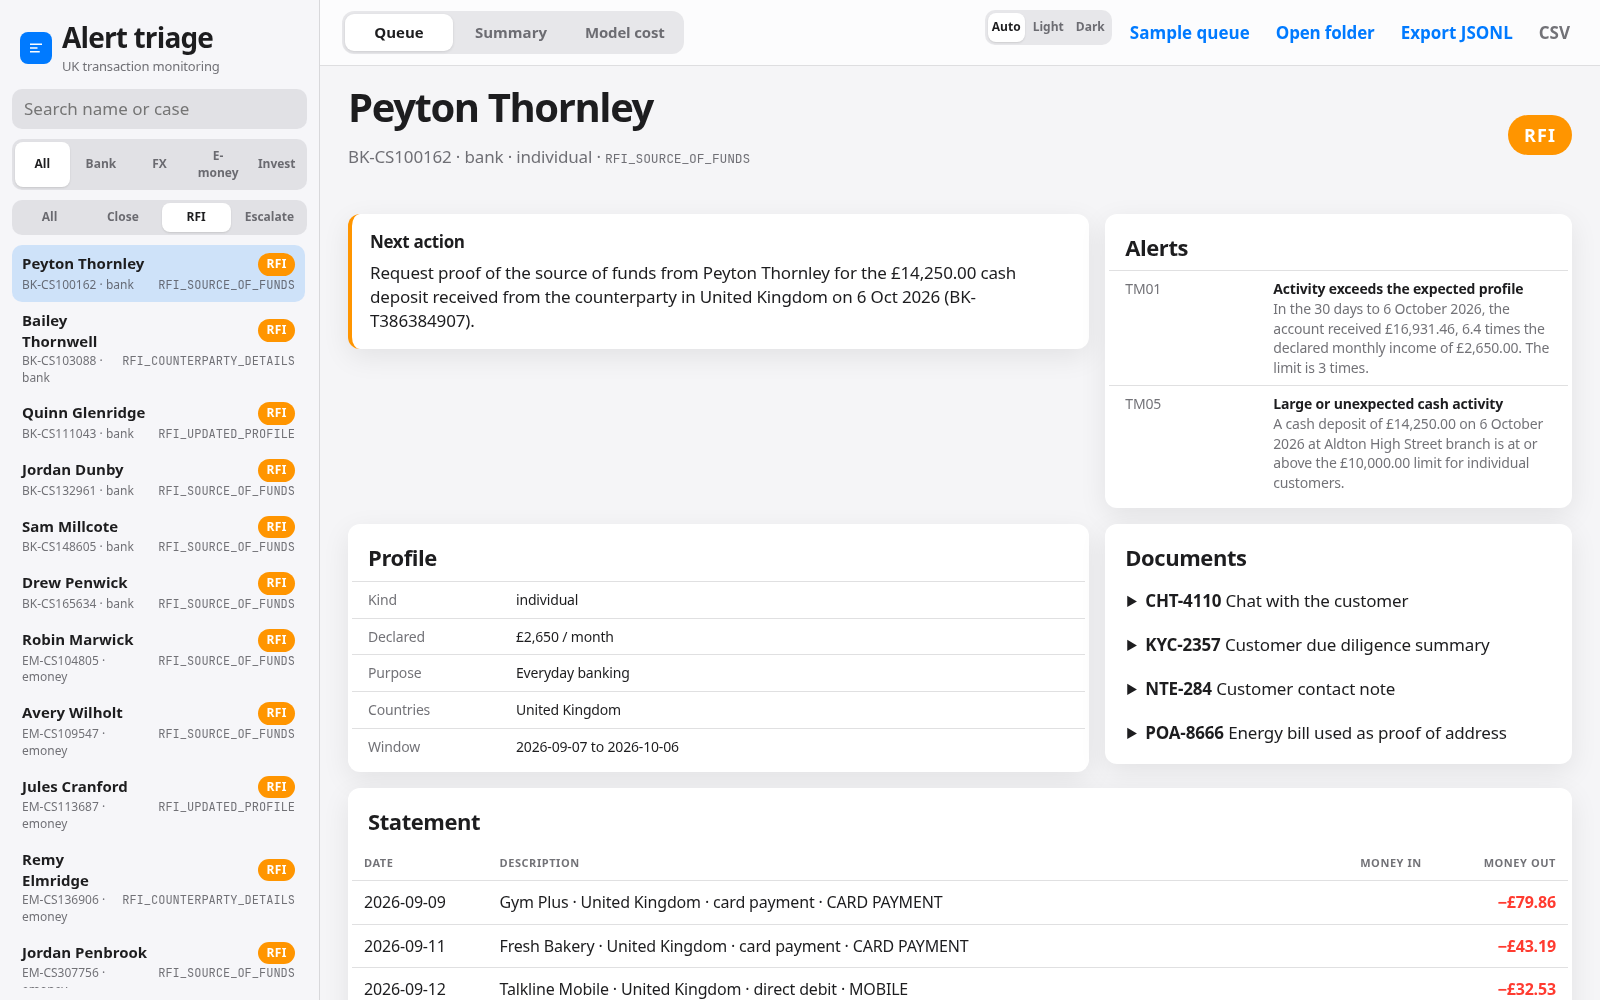 Alert triage
UK transaction monitoring
Search name or case
All Bank FX E-money Invest
All Close RFI Escalate
Peyton Thornley RFI
BK-CS100162 · bank RFI_SOURCE_OF_FUNDS
Bailey
Thornwell RFI
BK-CS103088 · RFI_COUNTERPARTY_DETAILS
bank
Quinn Glenridge RFI
BK-CS111043 · bank RFI_UPDATED_PROFILE
Jordan Dunby RFI
BK-CS132961 · bank RFI_SOURCE_OF_FUNDS
Sam Millcote RFI
BK-CS148605 · bank RFI_SOURCE_OF_FUNDS
Drew Penwick RFI
BK-CS165634 · bank RFI_SOURCE_OF_FUNDS
Robin Marwick RFI
EM-CS104805 · RFI_SOURCE_OF_FUNDS
emoney
Avery Wilholt RFI
EM-CS109547 · RFI_SOURCE_OF_FUNDS
emoney
Jules Cranford RFI
EM-CS113687 · RFI_UPDATED_PROFILE
emoney
Remy
Elmridge RFI
EM-CS136906 · RFI_COUNTERPARTY_DETAILS
emoney
Jordan Penbrook RFI
EM-CS307756 · RFI_SOURCE_OF_FUNDS
Queue Summary Model cost
Auto Light Dark Sample queue Open folder Export JSONL CSV
Peyton Thornley
BK-CS100162 · bank · individual · RFI_SOURCE_OF_FUNDS
RFI
Next action
Request proof of the source of funds from Peyton Thornley for the £14,250.00 cash
deposit received from the counterparty in United Kingdom on 6 Oct 2026 (BK-
T386384907).
Alerts
TM01 Activity exceeds the expected profile
In the 30 days to 6 October 2026, the
account received £16,931.46, 6.4 times the
declared monthly income of £2,650.00. The
limit is 3 times.
TM05 Large or unexpected cash activity
A cash deposit of £14,250.00 on 6 October
2026 at Aldton High Street branch is at or
above the £10,000.00 limit for individual
customers.
Profile
Kind individual
Declared £2,650 / month
Purpose Everyday banking
Countries United Kingdom
Window 2026-09-07 to 2026-10-06
Documents
▶ CHT-4110 Chat with the customer
▶ KYC-2357 Customer due diligence summary
▶ NTE-284 Customer contact note
▶ POA-8666 Energy bill used as proof of address
Statement
DATE DESCRIPTION MONEY IN MONEY OUT
2026-09-09 Gym Plus · United Kingdom · card payment · CARD PAYMENT −£79.86
2026-09-11 Fresh Bakery · United Kingdom · card payment · CARD PAYMENT −£43.19
2026-09-12 Talkline Mobile · United Kingdom · direct debit · MOBILE −£32.53